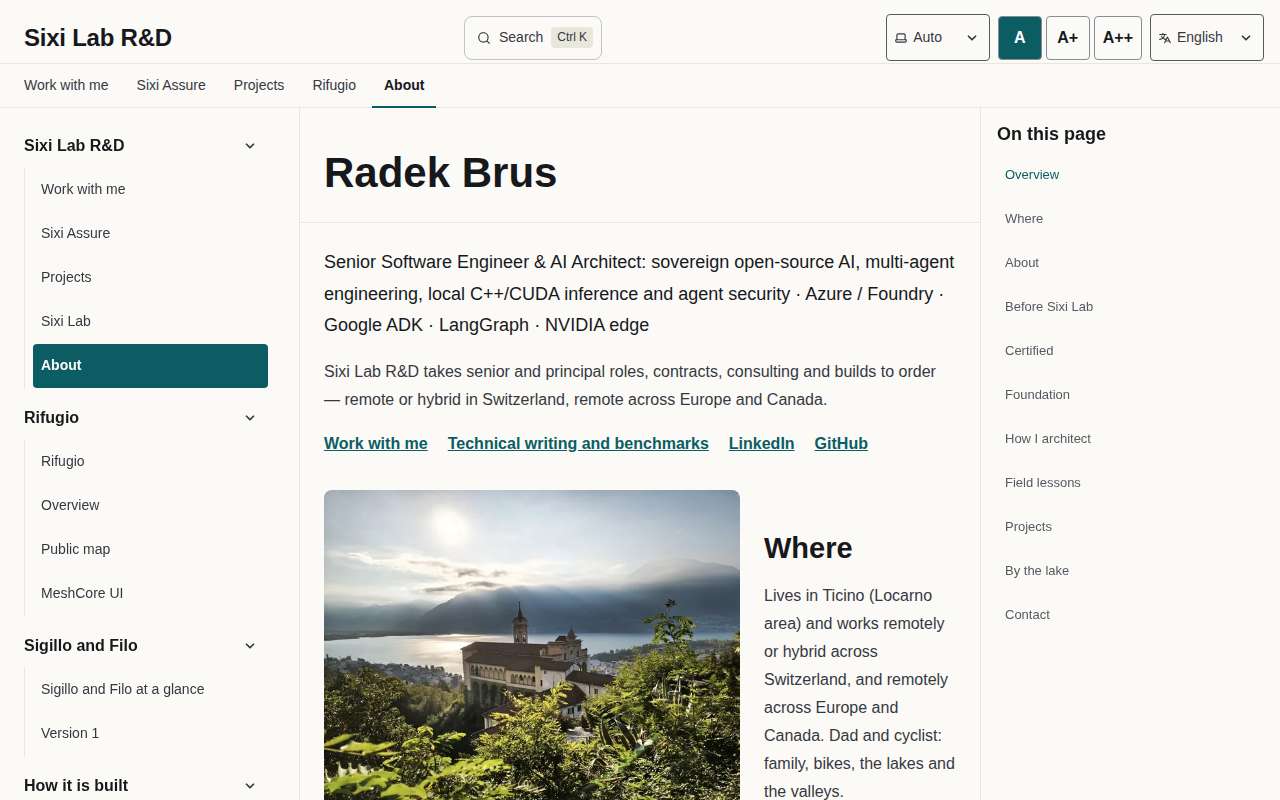 Sixi Lab R&D
Search Ctrl K
Auto
A A+ A++
English
Work with me Sixi Assure Projects Rifugio About
Sixi Lab R&D
Work with me
Sixi Assure
Projects
Sixi Lab
About
Rifugio
Rifugio
Overview
Public map
MeshCore UI
Sigillo and Filo
Sigillo and Filo at a glance
Version 1
How it is built
Radek Brus
Senior Software Engineer & AI Architect: sovereign open-source AI, multi-agent
engineering, local C++/CUDA inference and agent security · Azure / Foundry ·
Google ADK · LangGraph · NVIDIA edge
Sixi Lab R&D takes senior and principal roles, contracts, consulting and builds to order
— remote or hybrid in Switzerland, remote across Europe and Canada.
Work with me Technical writing and benchmarks LinkedIn GitHub
Where
Lives in Ticino (Locarno
area) and works remotely
or hybrid across
Switzerland, and remotely
across Europe and
Canada. Dad and cyclist:
family, bikes, the lakes and
the valleys.
On this page
Overview
Where
About
Before Sixi Lab
Certified
Foundation
How I architect
Field lessons
Projects
By the lake
Contact